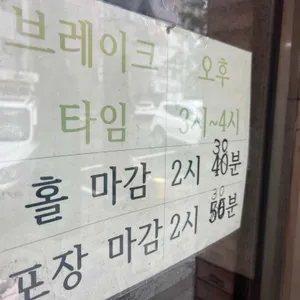 브레이크 오후
타임 3시~4시
30
홀 마감 2시 40분
30
포장 마감 2시 50분